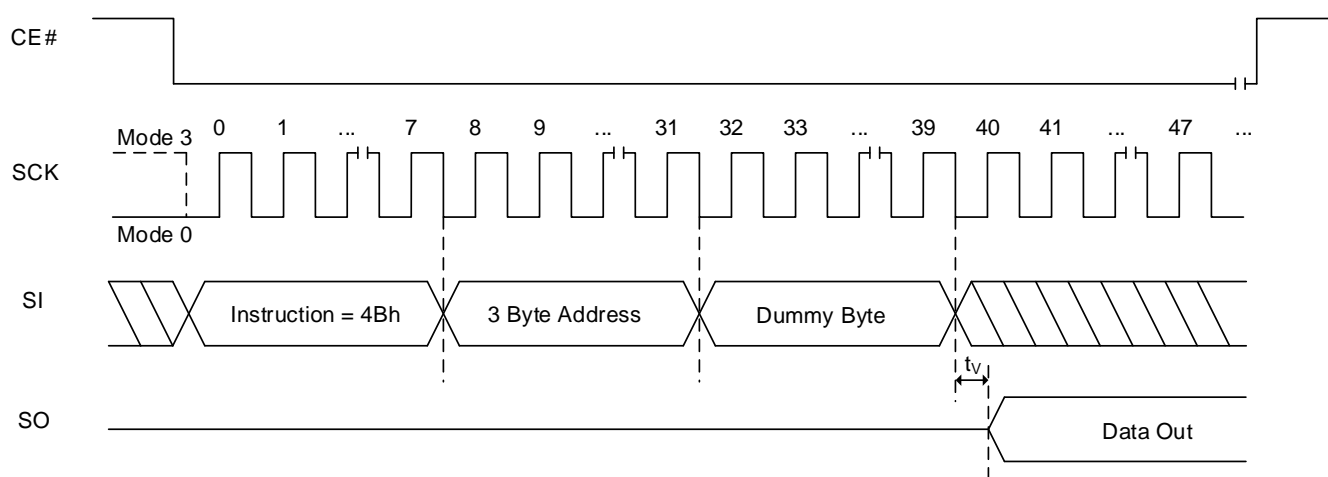 CE#
Mode 3 0 1 ... 7 8 9 ... 31 32 33 ... 39 40 41 ... 47 ...
SCK
Mode 0
SI Instruction = 4Bh 3 Byte Address Dummy Byte
tV
SO Data Out